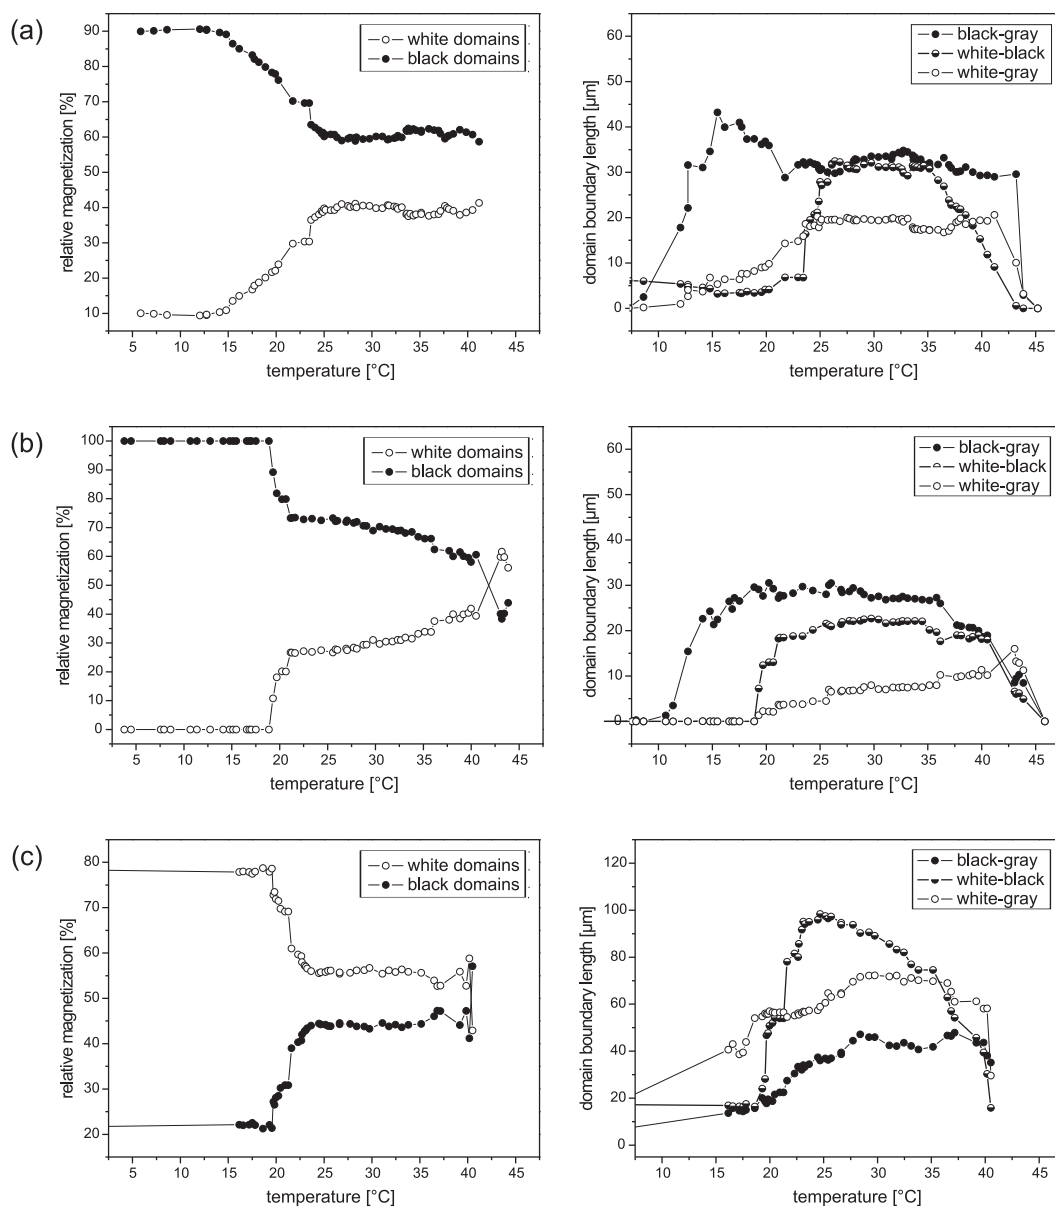 (a)
relative magnetization [%]
90
80
70
60
50
40
30
20
10
white domains
black domains
5 10 15 20 25 30 35 40 45
temperature [°C]
domain boundary length [µm]
60
50
40
30
20
10
0
black-gray
white-black
white-gray
10 15 20 25 30 35 40 45
temperature [°C]
(b)
relative magnetization [%]
100
90
80
70
60
50
40
30
20
10
0
white domains
black domains
5 10 15 20 25 30 35 40 45
temperature [°C]
domain boundary length [µm]
60
50
40
30
20
10
0
black-gray
white-black
white-gray
10 15 20 25 30 35 40 45
temperature [°C]
(c)
relative magnetization [%]
80
70
60
50
40
30
20
white domains
black domains
5 10 15 20 25 30 35 40 45
temperature [°C]
domain boundary length [µm]
120
100
80
60
40
20
0
black-gray
white-black
white-gray
10 15 20 25 30 35 40 45
temperature [°C]